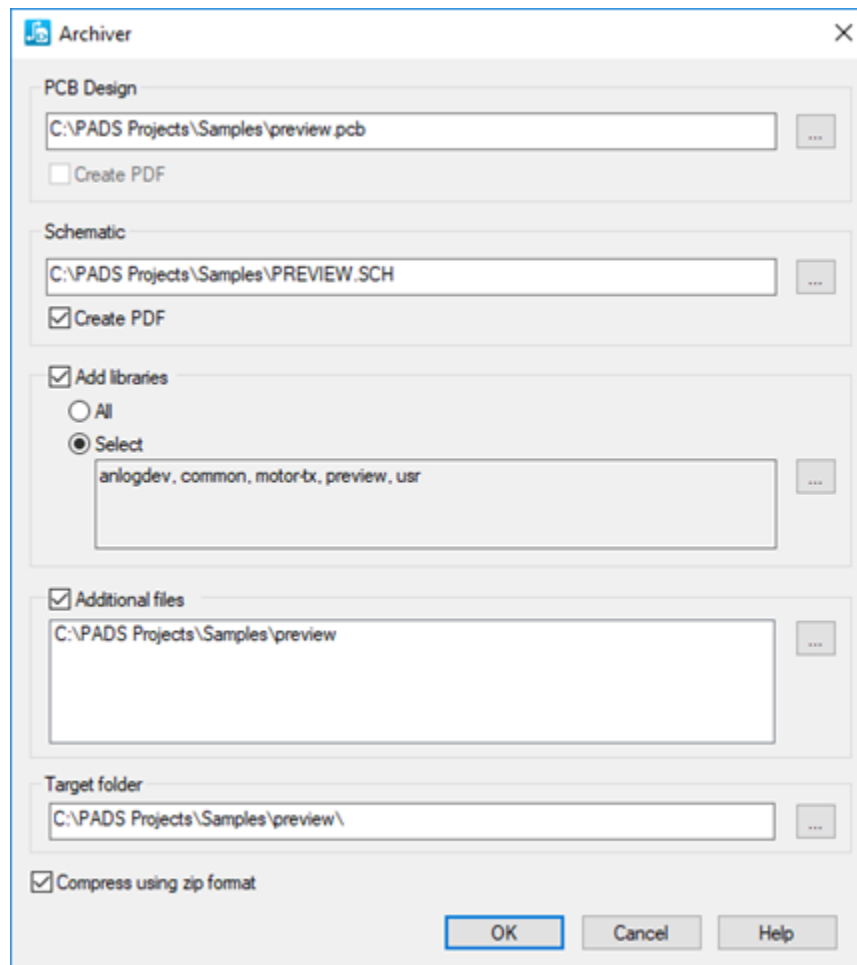 Archiver
PCB Design
C:\PADS Projects\Samples\preview.pcb
...
Create PDF
Schematic
C:\PADS Projects\Samples\PREVIEW.SCH
...
Create PDF
Add libraries
All
Select
anlogdev, common, motor-tx, preview, usr
...
Additional files
C:\PADS Projects\Samples\preview
...
Target folder
C:\PADS Projects\Samples\preview\
...
Compress using zip format
OK Cancel Help